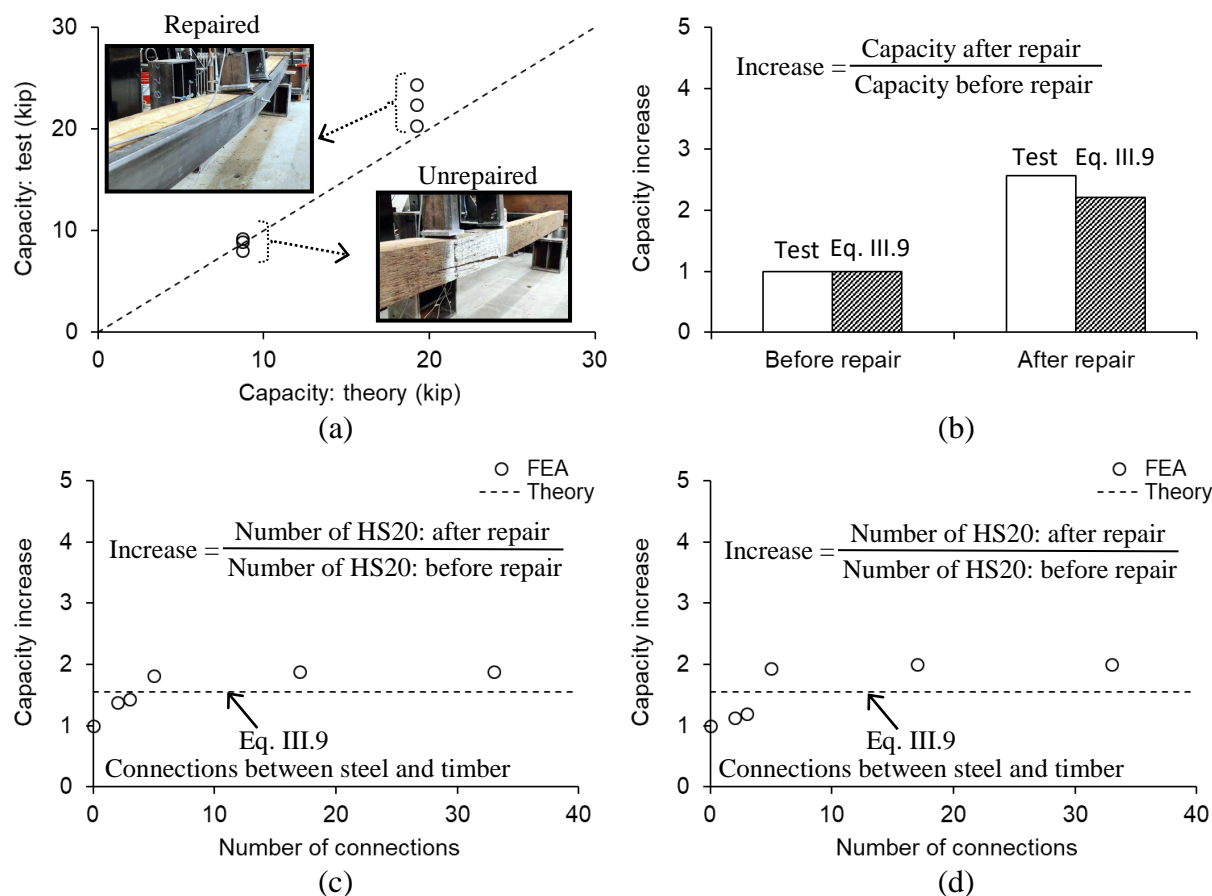 30
20
10
0
0
10
20
30
Capacity: test (kip)
Capacity: theory (kip)
Repaired
Unrepaired
(a)
5
4
3
2
1
0
Capacity increase
Increase = Capacity after repair
Capacity before repair
Test
Eq. III.9
Test
Eq. III.9
Before repair
After repair
(b)
5
4
3
2
1
0
Capacity increase
FEA
Theory
Increase = Number of HS20: after repair
Number of HS20: before repair
Eq. III.9
Connections between steel and timber
0
10
20
30
40
Number of connections
(c)
5
4
3
2
1
0
Capacity increase
FEA
Theory
Increase = Number of HS20: after repair
Number of HS20: before repair
Eq. III.9
Connections between steel and timber
0
10
20
30
40
Number of connections
(d)